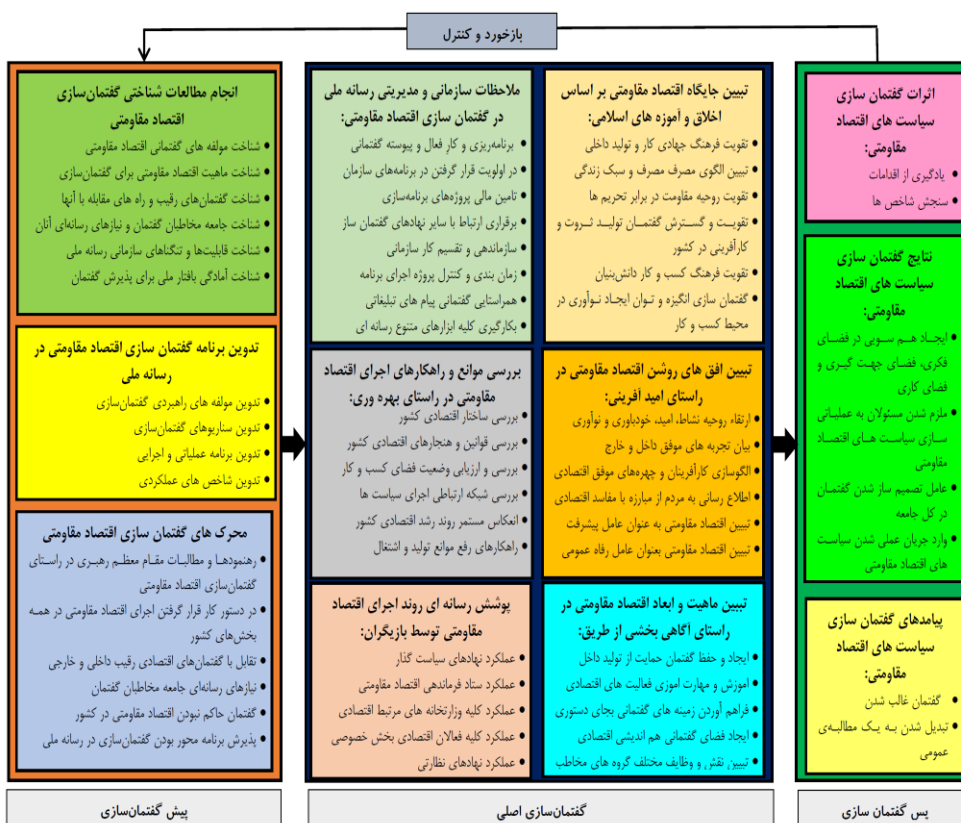 بازخورد و کنترل
انجام مطالعات شناختی گفتمان‌سازی
اقتصاد مقاومتی
• شناخت مولفه های گفتمانی اقتصاد مقاومتی
• شناخت ماهیت اقتصاد مقاومتی برای گفتمان‌سازی
• شناخت گفتمان‌های رقیب و راه های مقابله با آنها
• شناخت جامعه مخاطبان گفتمان و نیازهای رسانه‌ای آنان
• شناخت قابلیت‌ها و تنگناهای سازمانی رسانه ملی
• شناخت آمادگی بافتار ملی برای پذیرش گفتمان
تدوین برنامه گفتمان سازی اقتصاد مقاومتی در
رسانه ملی
• تدوین مولفه های راهبردی گفتمان‌سازی
• تدوین سناریوهای گفتمان‌سازی
• تدوین برنامه عملیاتی و اجرایی
• تدوین شاخص های عملکردی
محرک های گفتمان سازی اقتصاد مقاومتی
• رهنمودها و مطالبات مقام معظم رهبری در راستای
گفتمان‌سازی اقتصاد مقاومتی
• در دستور کار قرار گرفتن اجرای اقتصاد مقاومتی در همه
بخش‌های کشور
• تقابل با گفتمان‌های اقتصادی رقیب داخلی و خارجی
• نیازهای رسانه‌ای جامعه مخاطبان گفتمان
• گفتمان حاکم نبودن اقتصاد مقاومتی در کشور
• پذیرش برنامه محور بودن گفتمان‌سازی در رسانه ملی
پیش گفتمان‌سازی
تبیین جایگاه اقتصاد مقاومتی بر اساس
اخلاق و آموزه های اسلامی:
• تقویت فرهنگ جهادی کار و تولید داخلی
• تبیین الگوی مصرف مصرف و سبک زندگی
• تقویت روحیه مقاومت در برابر تحریم ها
• تقویت و گسترش گفتمان تولید ثروت و
کارآفرینی در کشور
• تقویت فرهنگ کسب و کار دانش‌بنیان
• گفتمان سازی انگیزه و توان ایجاد نوآوری در
محیط کسب و کار
ملاحظات سازمانی و مدیریتی رسانه ملی
در گفتمان سازی اقتصاد مقاومتی:
• برنامه‌ریزی و کار فعال و پیوسته گفتمانی
• در اولویت قرار گرفتن در برنامه‌های سازمان
• تامین مالی پروژه‌های برنامه‌سازی
• برقراری ارتباط با سایر نهادهای گفتمان ساز
• سازماندهی و تقسیم کار سازمانی
• زمان بندی و کنترل پروژه اجرای برنامه
• همراستایی گفتمانی پیام های تبلیغاتی
• بکارگیری کلیه ابزارهای متنوع رسانه ای
تبیین افق های روشن اقتصاد مقاومتی در
راستای امید آفرینی:
• ارتقاء روحیه نشاط، امید، خودباوری و نوآوری
• بیان تجربه های موفق داخل و خارج
• الگوسازی کارآفرینان و چهره‌های موفق اقتصادی
• اطلاع رسانی به مردم از مبارزه با مفاسد اقتصادی
• تبیین اقتصاد مقاومتی به عنوان عامل پیشرفت
• تبیین اقتصاد مقاومتی بعنوان عامل رفاه عمومی
بررسی موانع و راهکارهای اجرای اقتصاد
مقاومتی در راستای بهره وری:
• بررسی ساختار اقتصادی کشور
• بررسی قوانین و هنجارهای اقتصادی کشور
• بررسی و ارزیابی وضعیت فضای کسب و کار
• بررسی شبکه ارتباطی اجرای سیاست ها
• انعکاس مستمر روند رشد اقتصادی کشور
• راهکارهای رفع موانع تولید و اشتغال
تبیین ماهیت و ابعاد اقتصاد مقاومتی در
راستای آگاهی بخشی از طریق:
• ایجاد و حفظ گفتمان حمایت از تولید داخل
• اموزش و مهارت اموزی فعالیت های اقتصادی
• فراهم آوردن زمینه های گفتمانی بجای دستوری
• ایجاد فضای گفتمانی هم اندیشی اقتصادی
• تبیین نقش و وظایف مختلف گروه های مخاطب
پوشش رسانه ای روند اجرای اقتصاد
مقاومتی توسط بازیگران:
• عملکرد نهادهای سیاست گذار
• عملکرد ستاد فرماندهی اقتصاد مقاومتی
• عملکرد کلیه وزارتخانه های مرتبط اقتصادی
• عملکرد کلیه فعالان اقتصادی بخش خصوصی
• عملکرد نهادهای نظارتی
گفتمان‌سازی اصلی
اثرات گفتمان سازی
سیاست های اقتصاد
مقاومتی:
• یادگیری از اقدامات
• سنجش شاخص ها
نتایج گفتمان سازی
سیاست های اقتصاد
مقاومتی:
• ایجاد هم سویی در فضای
فکری، فضای جهت گیری و
فضای کاری
• ملزم شدن مسئولان به عملیاتی
سازی سیاست های اقتصاد
مقاومتی
• عامل تصمیم ساز شدن گفتمان
در کل جامعه
• وارد جریان عملی شدن سیاست
های اقتصاد مقاومتی
پیامدهای گفتمان سازی
سیاست های اقتصاد
مقاومتی:
• گفتمان غالب شدن
• تبدیل شدن به یک مطالبه‌ی
عمومی
پس گفتمان سازی